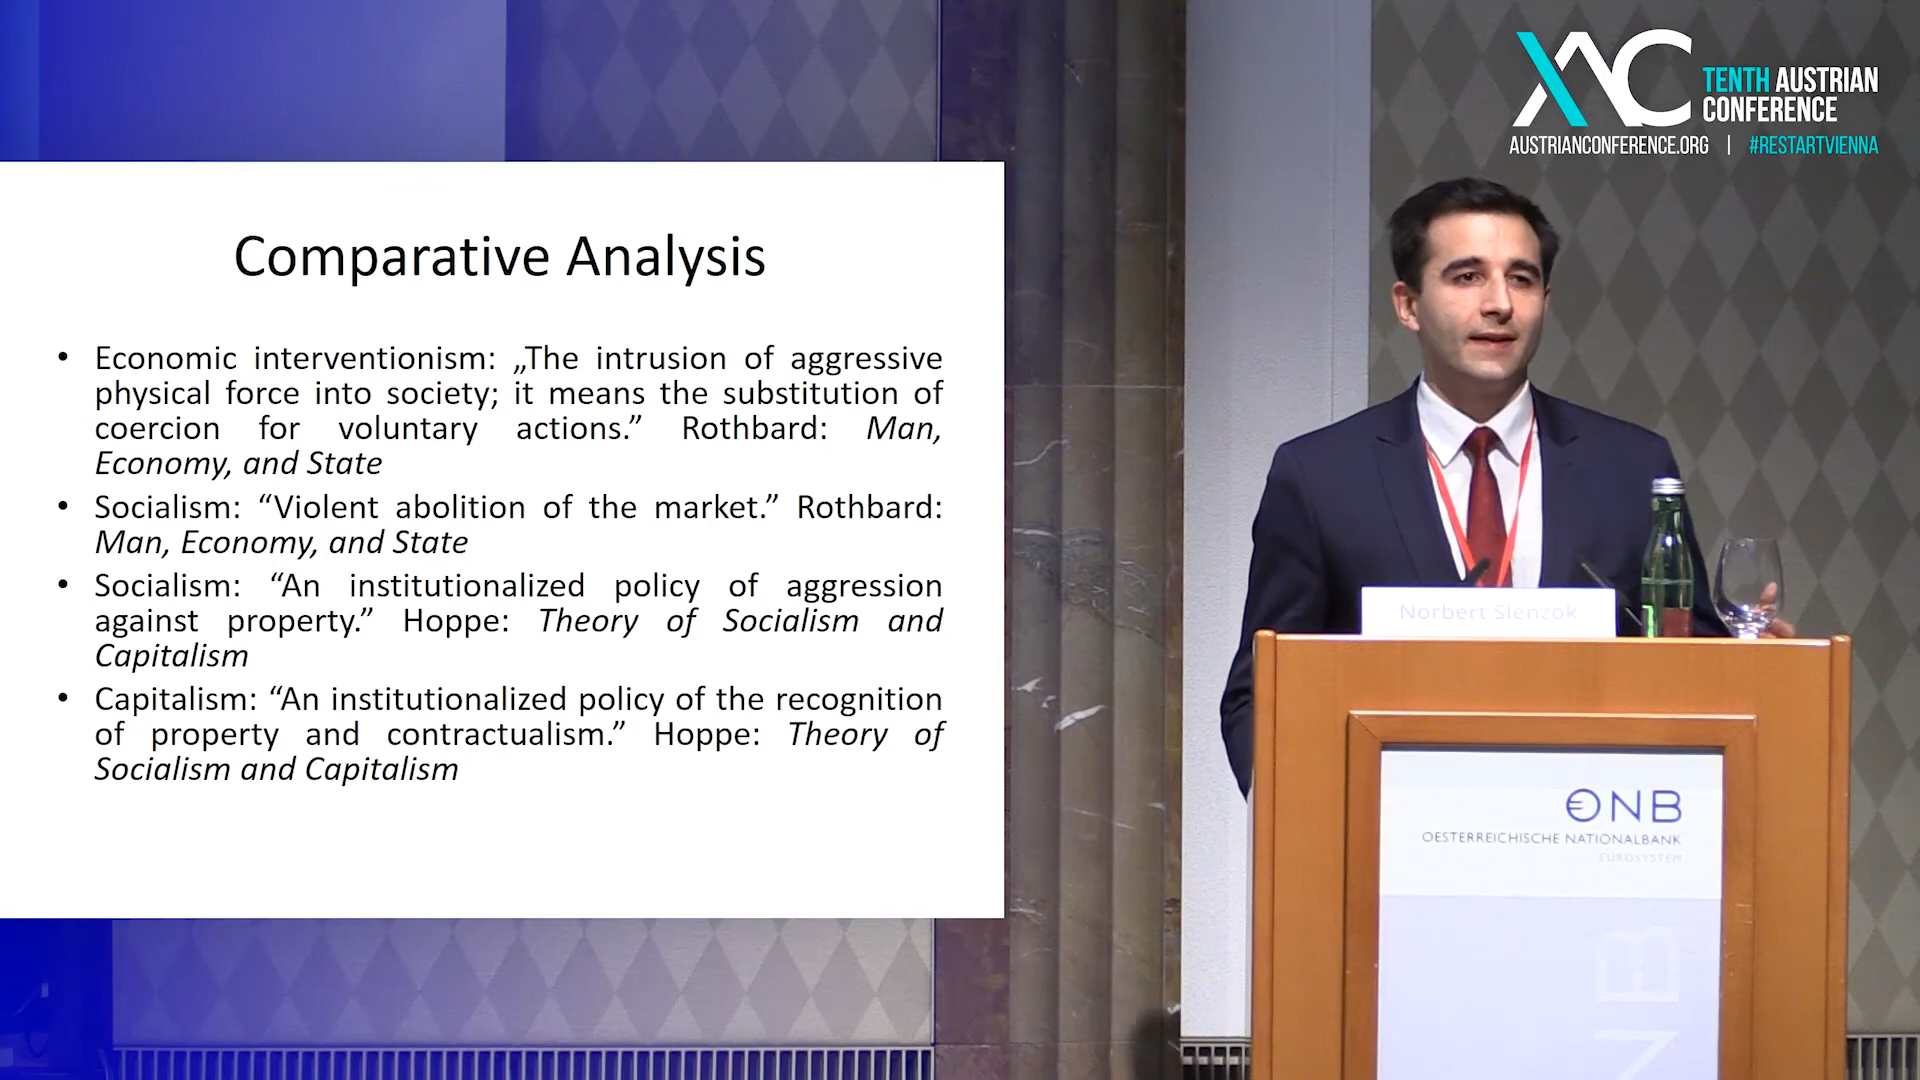 Comparative Analysis
• Economic interventionism: „The intrusion of aggressive
physical force into society; it means the substitution of
coercion for voluntary actions.” Rothbard: Man,
Economy, and State
• Socialism: “Violent abolition of the market.” Rothbard:
Man, Economy, and State
• Socialism: “An institutionalized policy of aggression
against property.” Hoppe: Theory of Socialism and
Capitalism
• Capitalism: “An institutionalized policy of the recognition
of property and contractualism.” Hoppe: Theory of
Socialism and Capitalism
XAC
TENTH AUSTRIAN
CONFERENCE
AUSTRIANCONFERENCE.ORG | #RESTARTVIENNA
Norbert Slenzok
ONB
OESTERREICHISCHE NATIONALBANK
EUROSYSTEM
NB